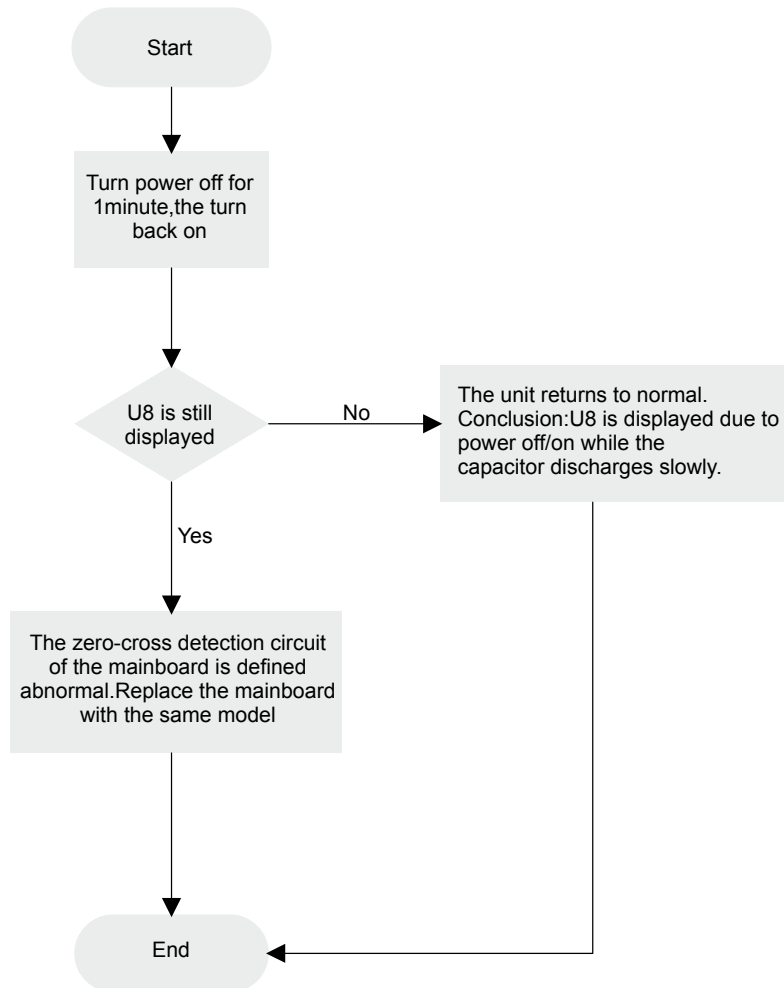 Start
Turn power off for
1minute,the turn
back on
U8 is still
displayed
No
The unit returns to normal.
Conclusion:U8 is displayed due to
power off/on while the
capacitor discharges slowly.
Yes
The zero-cross detection circuit
of the mainboard is defined
abnormal.Replace the mainboard
with the same model
End